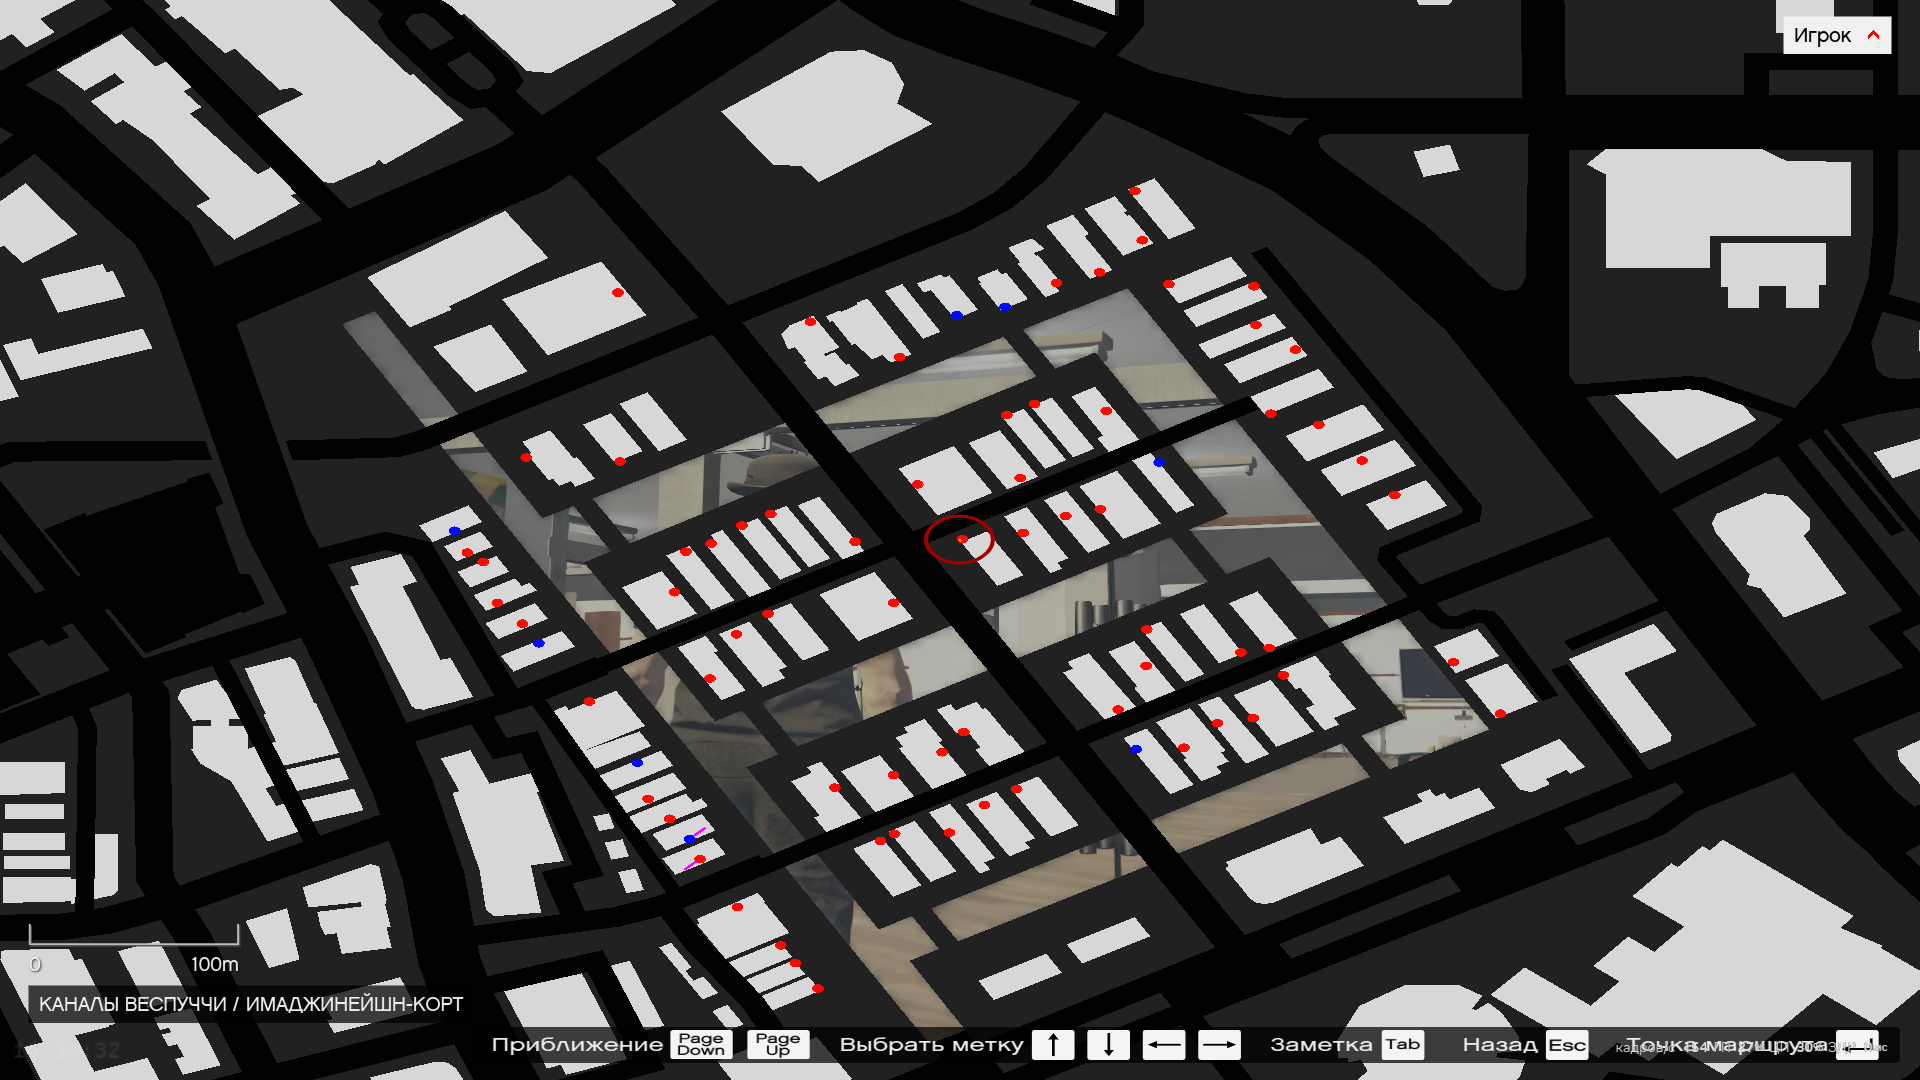 Игрок
0 100m
КАНАЛЫ ВЕСПУЧЧИ / ИМАДЖИНЕЙШН-КОРТ
Приближение Page Down Page Up Выбрать метку ↑ ↓ ← → Заметка Tab Назад Esc Точка маршрута